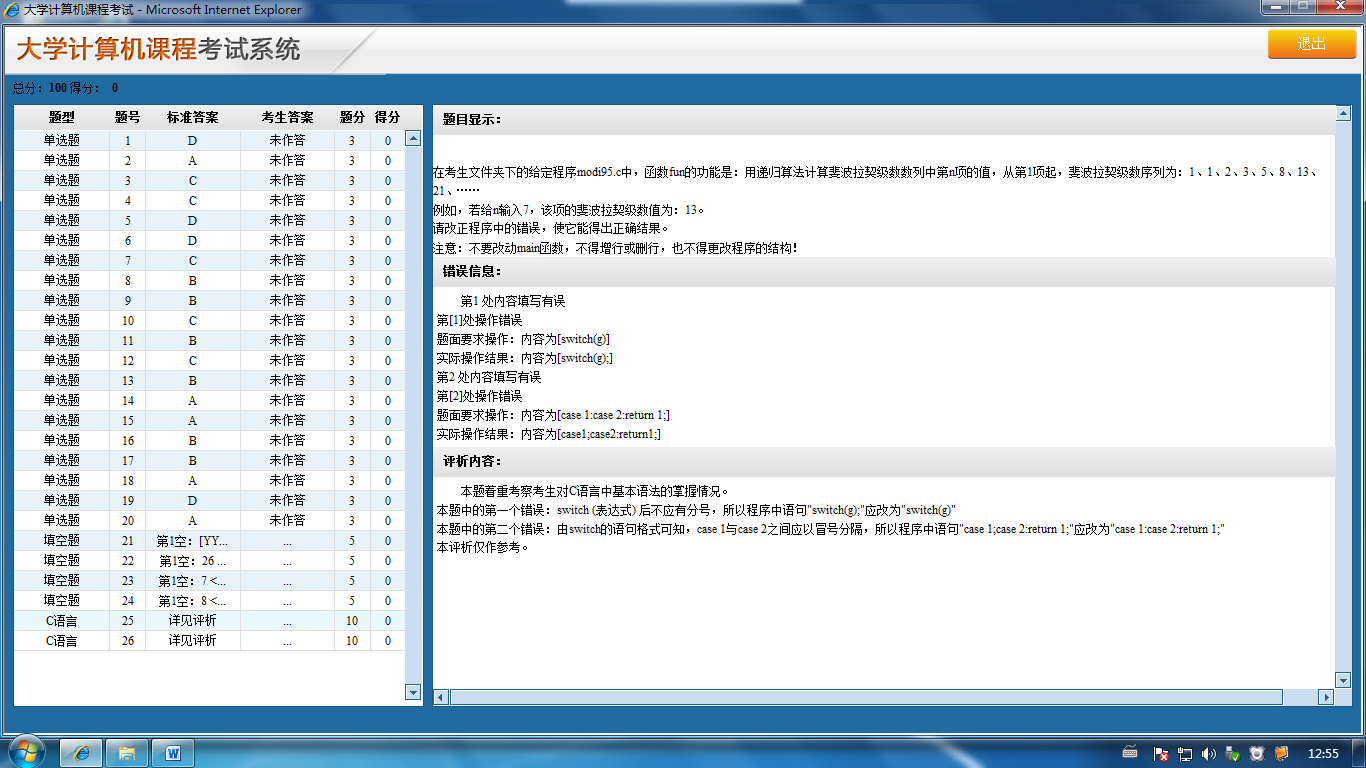 大学计算机课程考试 - Microsoft Internet Explorer
大学计算机课程考试系统
退出
总分：100 得分： 0
题型 题号 标准答案 考生答案 题分 得分
单选题 1 D 未作答 3 0
单选题 2 A 未作答 3 0
单选题 3 C 未作答 3 0
单选题 4 C 未作答 3 0
单选题 5 D 未作答 3 0
单选题 6 D 未作答 3 0
单选题 7 C 未作答 3 0
单选题 8 B 未作答 3 0
单选题 9 B 未作答 3 0
单选题 10 C 未作答 3 0
单选题 11 B 未作答 3 0
单选题 12 C 未作答 3 0
单选题 13 B 未作答 3 0
单选题 14 A 未作答 3 0
单选题 15 A 未作答 3 0
单选题 16 B 未作答 3 0
单选题 17 B 未作答 3 0
单选题 18 A 未作答 3 0
单选题 19 D 未作答 3 0
单选题 20 A 未作答 3 0
填空题 21 第1空：[YY... ... 5 0
填空题 22 第1空：26 ... ... 5 0
填空题 23 第1空：7 <... ... 5 0
填空题 24 第1空：8 <... ... 5 0
C语言 25 详见评析 ... 10 0
C语言 26 详见评析 ... 10 0
题目显示：
在考生文件夹下的给定程序modi95.c中，函数fun的功能是：用递归算法计算斐波拉契级数数列中第n项的值，从第1项起，斐波拉契级数序列为：1、1、2、3、5、8、13、
21、……
例如，若给n输入7，该项的斐波拉契级数值为：13。
请改正程序中的错误，使它能得出正确结果。
注意：不要改动main函数，不得增行或删行，也不得更改程序的结构！
错误信息：
第1 处内容填写有误
第[1]处操作错误
题面要求操作：内容为[switch(g)]
实际操作结果：内容为[switch(g);]
第2 处内容填写有误
第[2]处操作错误
题面要求操作：内容为[case 1:case 2:return 1;]
实际操作结果：内容为[case1;case2:return1;]
评析内容：
本题着重考察考生对C语言中基本语法的掌握情况。
本题中的第一个错误：switch (表达式) 后不应有分号，所以程序中语句"switch(g);"应改为"switch(g)"
本题中的第二个错误：由switch的语句格式可知，case 1与case 2之间应以冒号分隔，所以程序中语句"case 1;case 2:return 1;"应改为"case 1:case 2:return 1;"
本评析仅作参考。
12:55